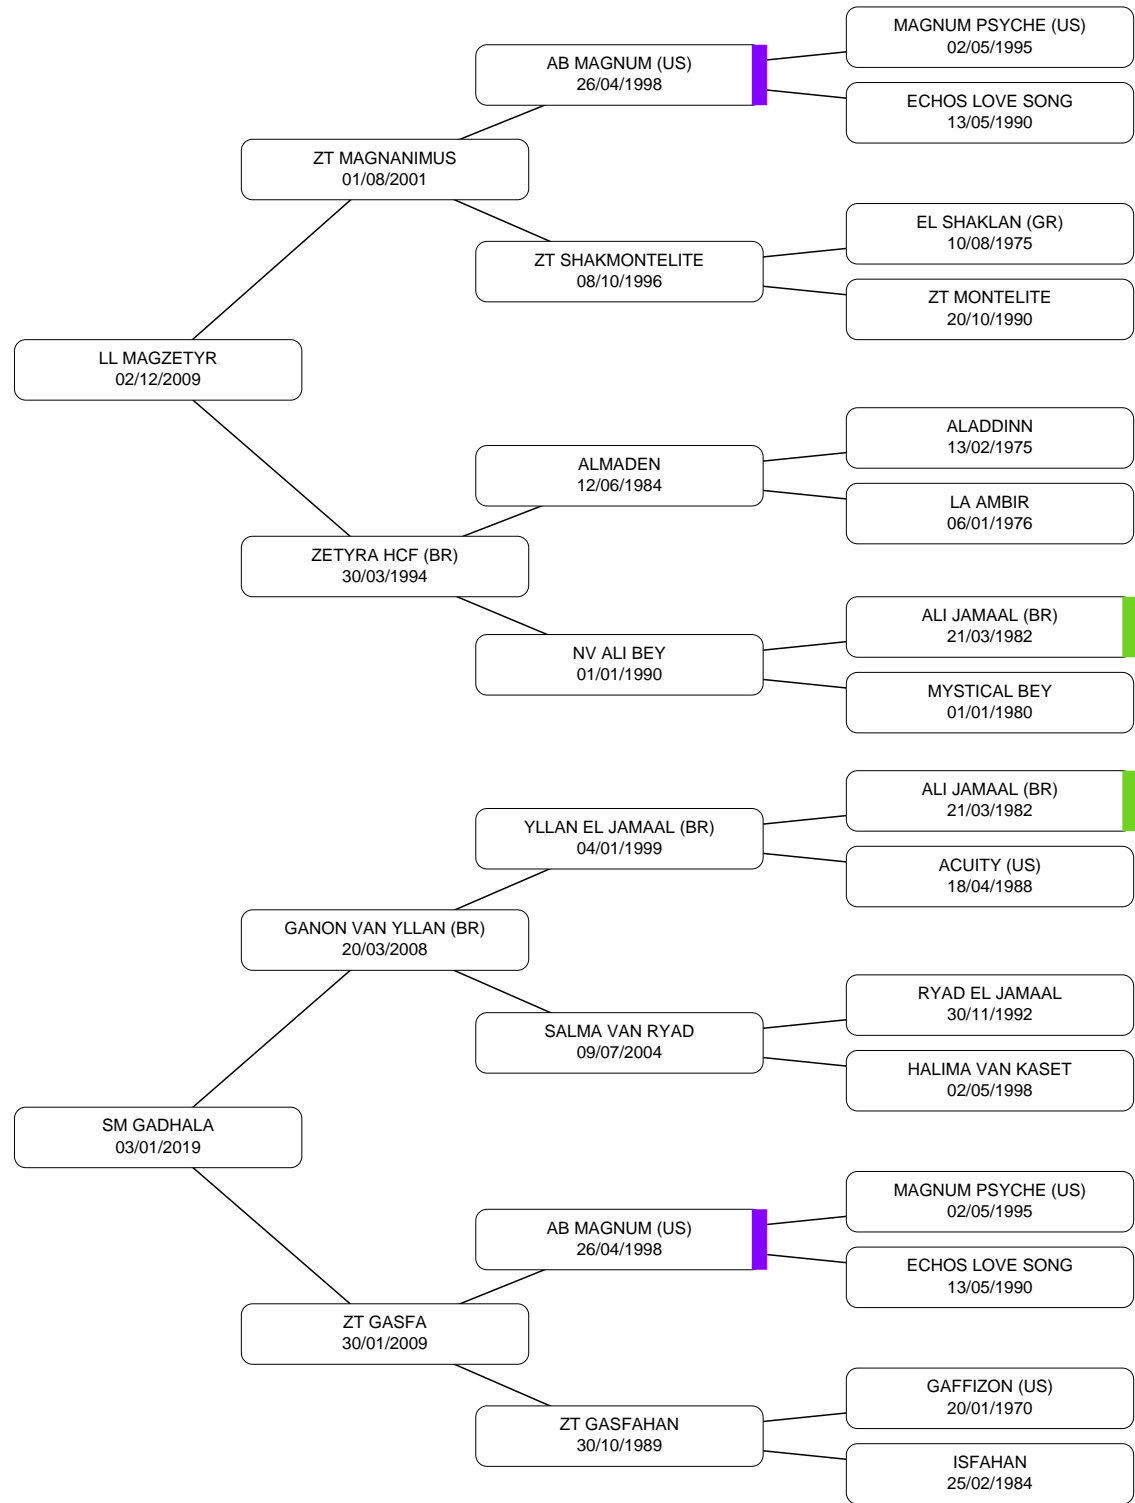 MAGNUM PSYCHE (US)
02/05/1995
AB MAGNUM (US)
26/04/1998
ECHOS LOVE SONG
13/05/1990
ZT MAGNANIMUS
01/08/2001
EL SHAKLAN (GR)
10/08/1975
ZT SHAKMONTELITE
08/10/1996
ZT MONTELITE
20/10/1990
LL MAGZETYR
02/12/2009
ALADDINN
13/02/1975
ALMADEN
12/06/1984
LA AMBIR
06/01/1976
ZETYRA HCF (BR)
30/03/1994
ALI JAMAAL (BR)
21/03/1982
NV ALI BEY
01/01/1990
MYSTICAL BEY
01/01/1980
ALI JAMAAL (BR)
21/03/1982
YLLAN EL JAMAAL (BR)
04/01/1999
ACUITY (US)
18/04/1988
GANON VAN YLLAN (BR)
20/03/2008
RYAD EL JAMAAL
30/11/1992
SALMA VAN RYAD
09/07/2004
HALIMA VAN KASET
02/05/1998
SM GADHALA
03/01/2019
MAGNUM PSYCHE (US)
02/05/1995
AB MAGNUM (US)
26/04/1998
ECHOS LOVE SONG
13/05/1990
ZT GASFA
30/01/2009
GAFFIZON (US)
20/01/1970
ZT GASFAHAN
30/10/1989
ISFAHAN
25/02/1984